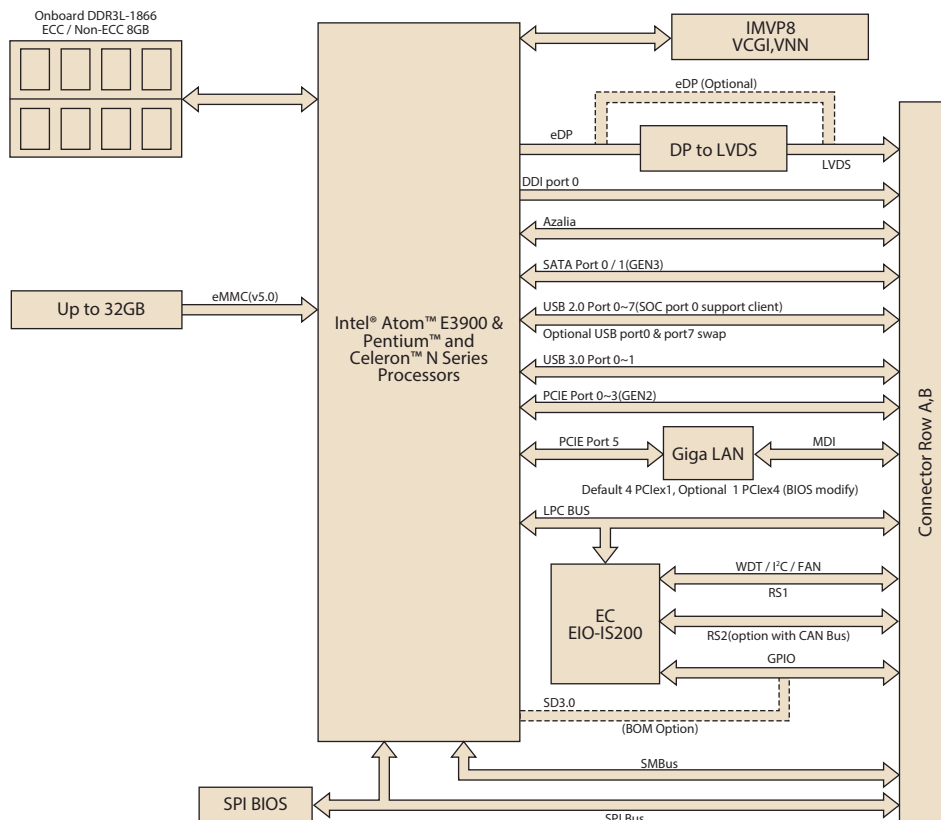 Onboard DDR3L-1866
ECC / Non-ECC 8GB
IMVP8
VCGI,VNN
eDP (Optional)
eDP
DP to LVDS
LVDS
DDI port 0
Azalia
SATA Port 0 / 1(GEN3)
Up to 32GB
eMMC(v5.0)
USB 2.0 Port 0~7(SOC port 0 support client)
Optional USB port0 & port7 swap
Intel® Atom™ E3900 &
Pentium™ and
Celeron™ N Series
Processors
USB 3.0 Port 0~1
PCIE Port 0~3(GEN2)
PCIE Port 5
Giga LAN
MDI
Default 4 PCIex1, Optional 1 PCIex4 (BIOS modify)
Connector Row A,B
LPC BUS
EC
EIO-IS200
WDT / I²C / FAN
RS1
RS2(option with CAN Bus)
GPIO
SD3.0
(BOM Option)
SMBus
SPI BIOS
SPI Bus